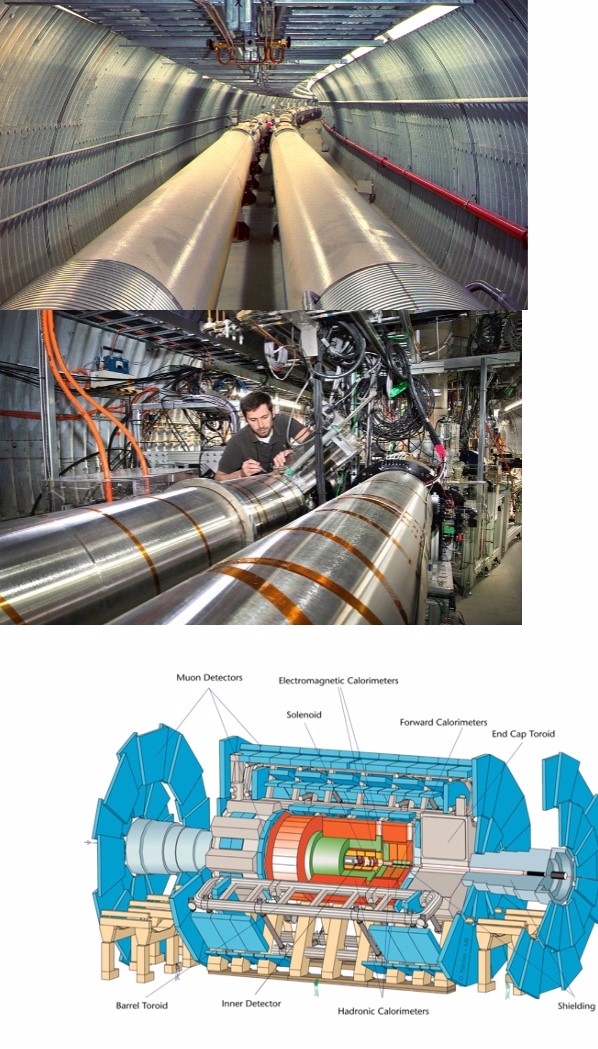 Muon Detectors
Electromagnetic Calorimeters
Solenoid
Forward Calorimeters
End Cap Toroid
Barrel Toroid
Inner Detector
Hadronic Calorimeters
Shielding